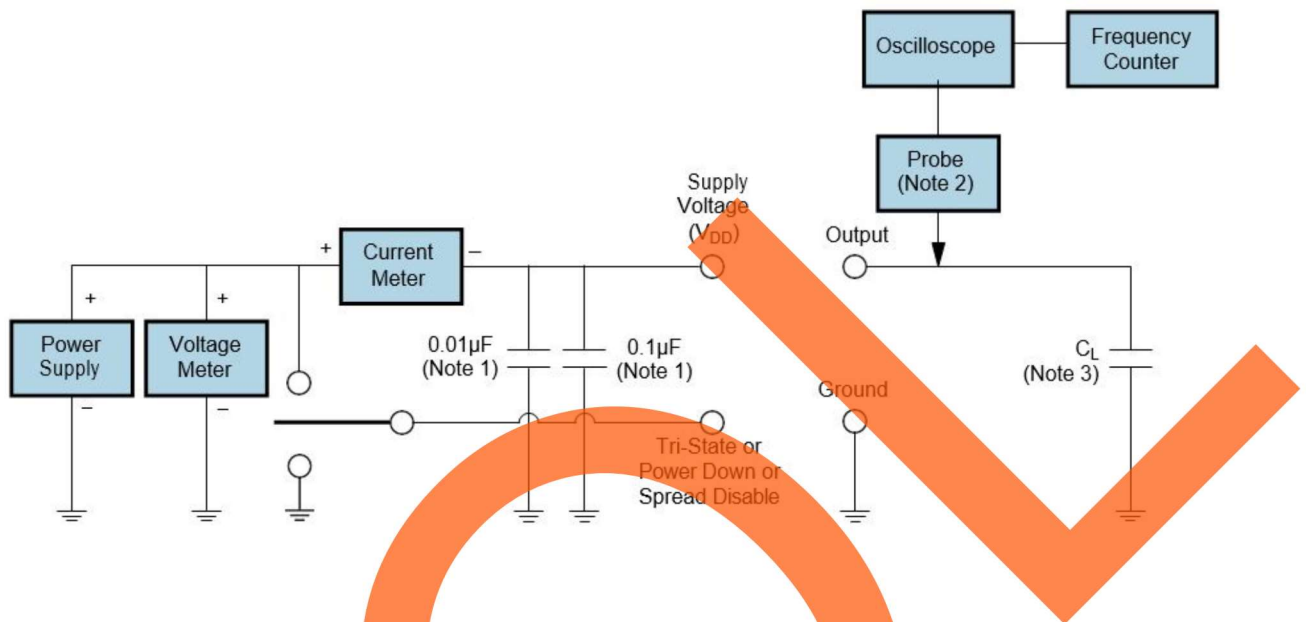 Oscilloscope
Frequency
Counter
Probe
(Note 2)
Supply
Voltage
(VDD)
Output
+
Current
Meter
–
+
+
Power
Supply
Voltage
Meter
0.01µF
(Note 1)
0.1µF
(Note 1)
CL
(Note 3)
–
–
Ground
Tri-State or
Power Down or
Spread Disable